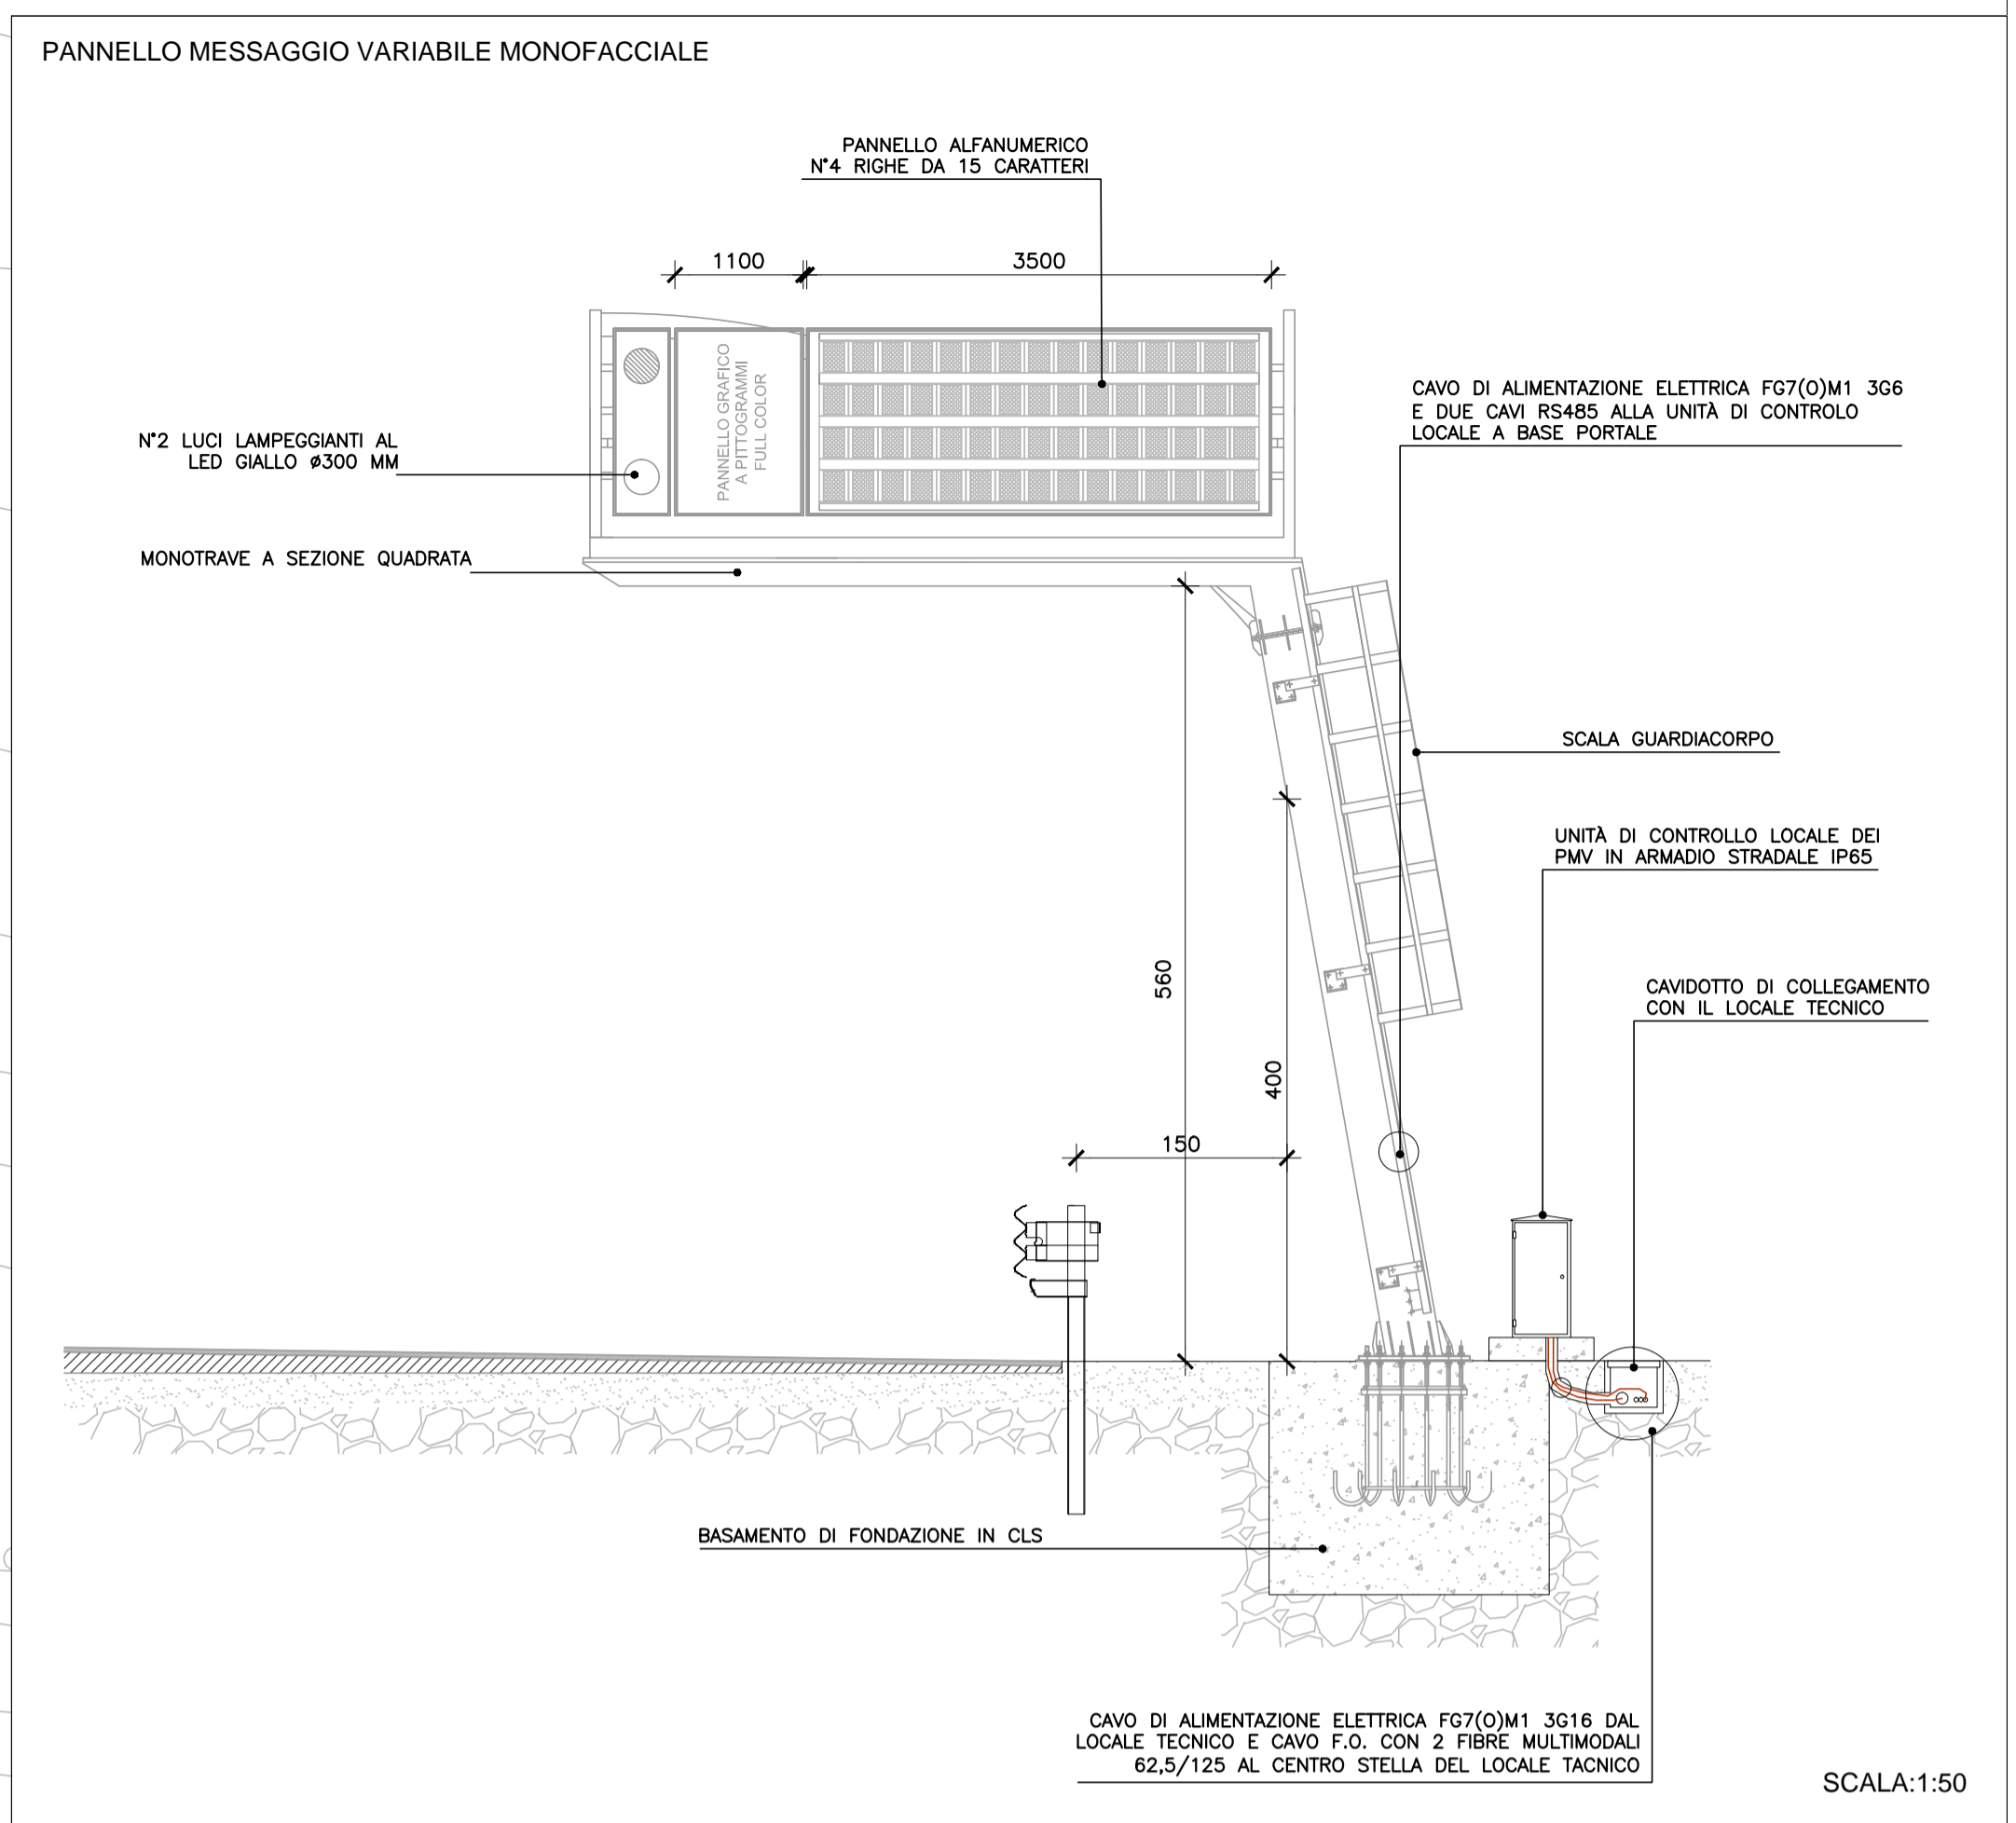 PANNELLO MESSAGGIO VARIABILE MONOFACCIALE
PANNELLO ALFANUMERICO
N°4 RIGHE DA 15 CARATTERI
1100
3500
PANNELLO GRAFICO
A PITTOGRAMMI
FULL COLOR
CAVO DI ALIMENTAZIONE ELETTRICA FG7(O)M1 3G6
E DUE CAVI RS485 ALLA UNITÀ DI CONTROLO
LOCALE A BASE PORTALE
N°2 LUCI LAMPEGGIANTI AL
LED GIALLO Ø300 MM
MONOTRAVE A SEZIONE QUADRATA
SCALA GUARDIACORPO
UNITÀ DI CONTROLLO LOCALE DEI
PMV IN ARMADIO STRADALE IP65
560
CAVIDOTTO DI COLLEGAMENTO
CON IL LOCALE TECNICO
400
150
BASAMENTO DI FONDAZIONE IN CLS
CAVO DI ALIMENTAZIONE ELETTRICA FG7(O)M1 3G16 DAL
LOCALE TECNICO E CAVO F.O. CON 2 FIBRE MULTIMODALI
62,5/125 AL CENTRO STELLA DEL LOCALE TACNICO
SCALA:1:50